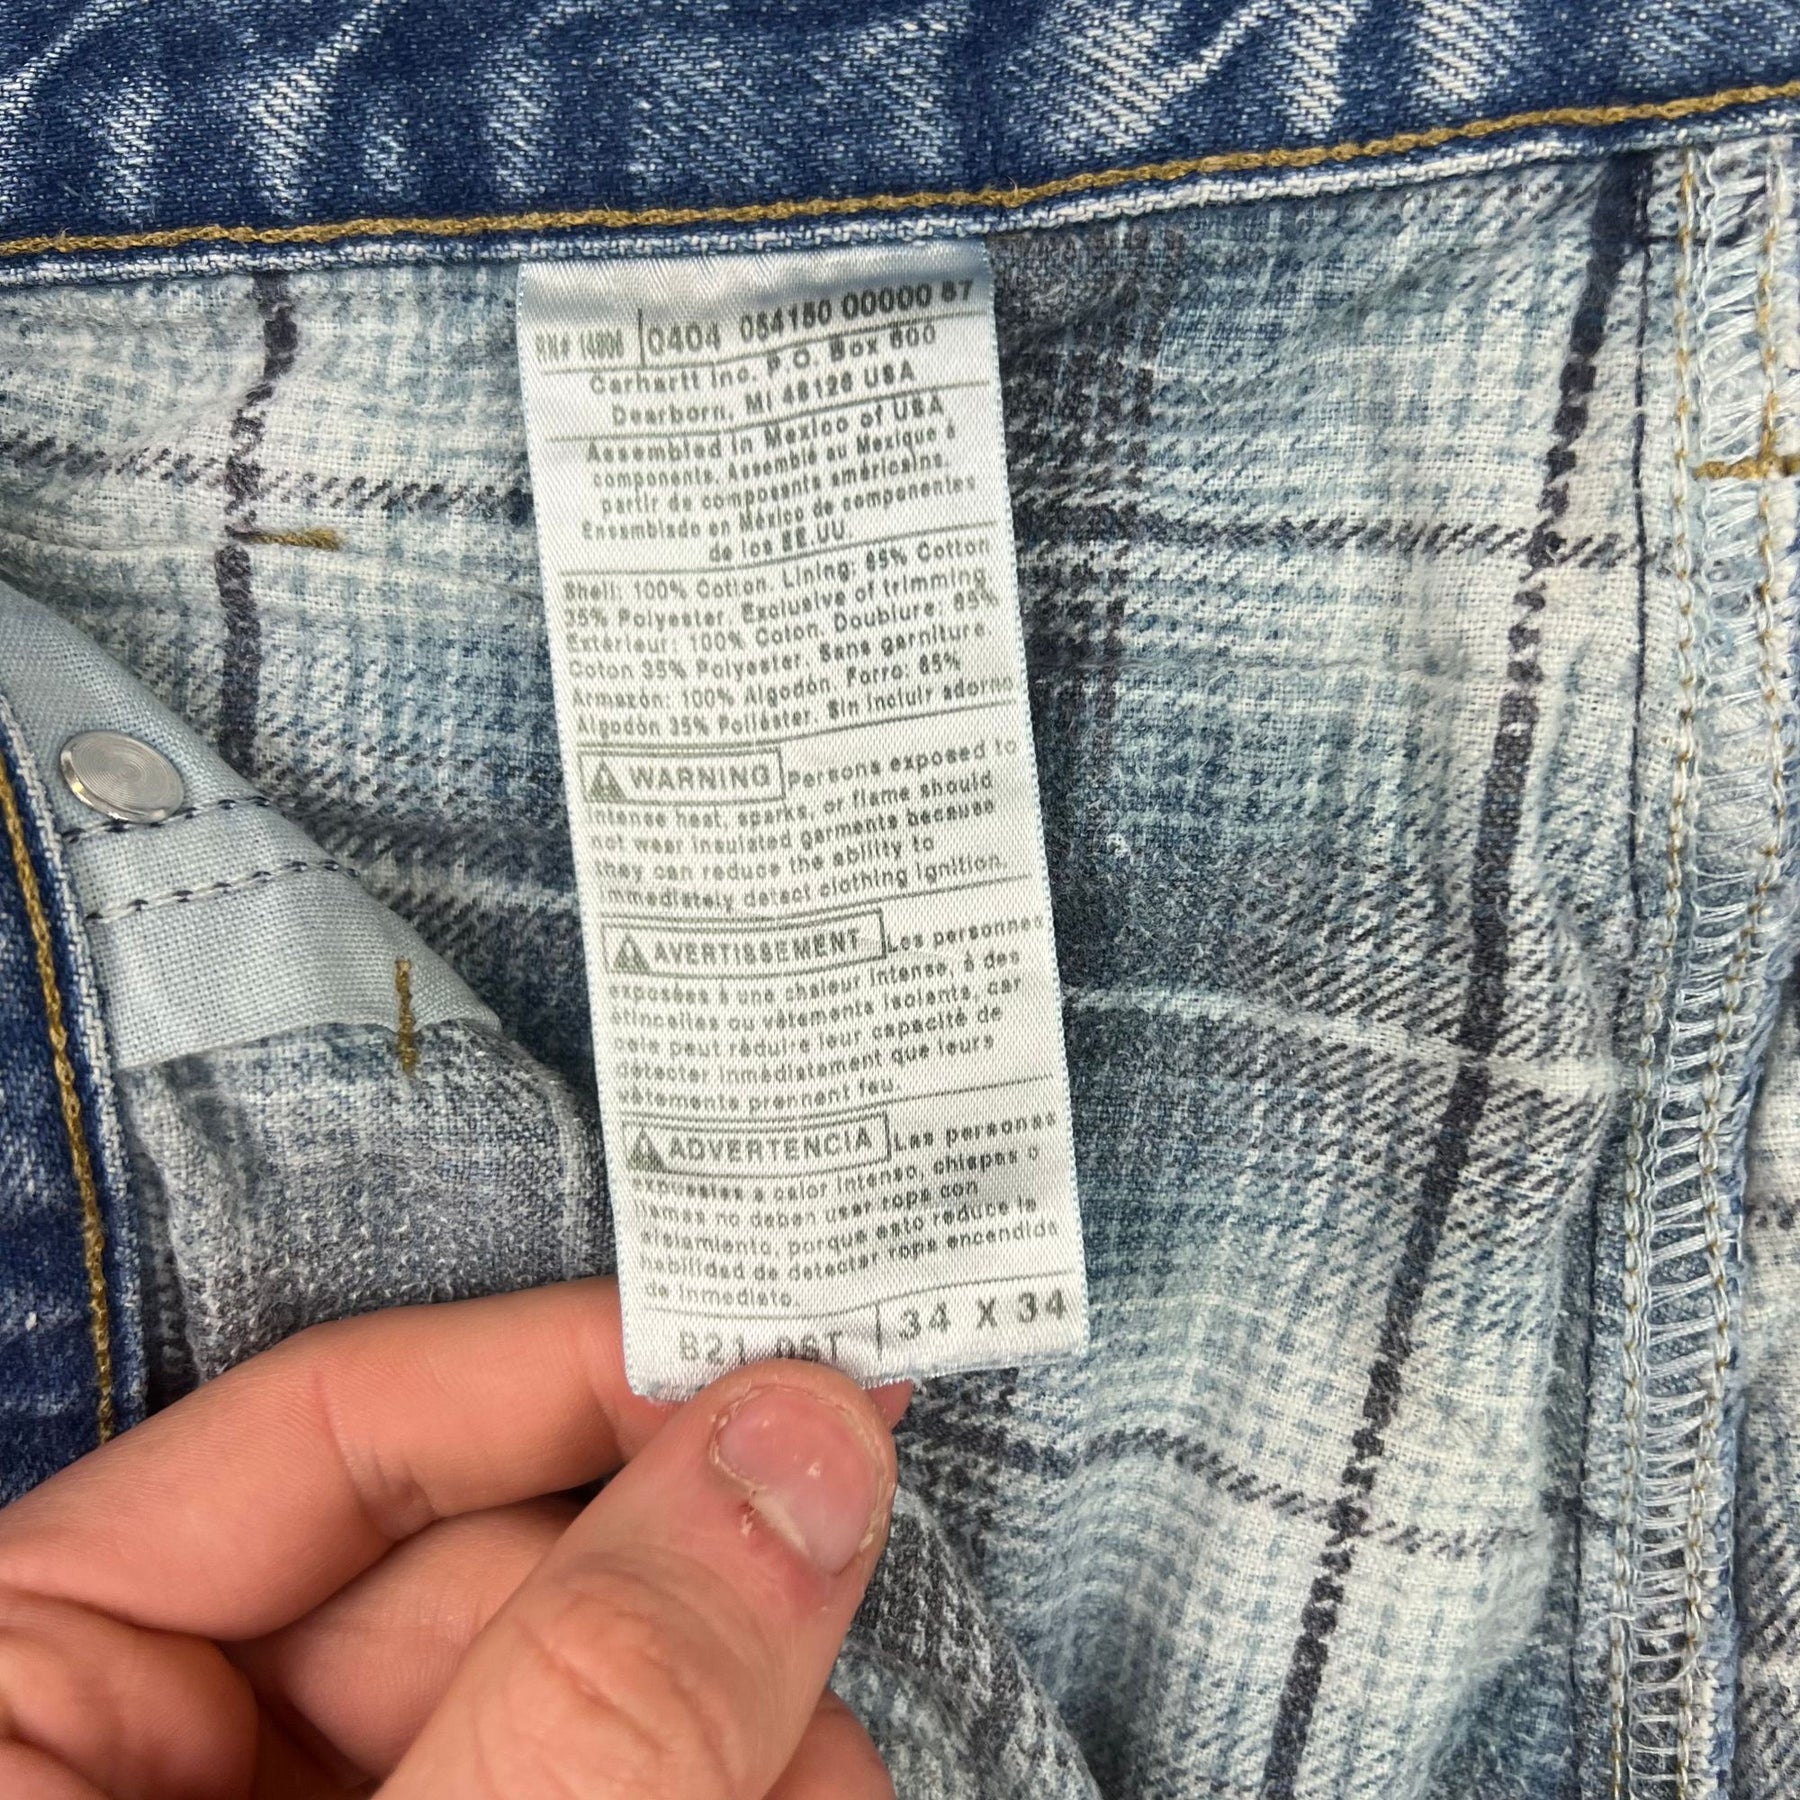 RN# 14806 0404 054150 00000 87
Carhartt Inc. P.O. Box 600
Dearborn, MI 48126 USA
Assembled in Mexico of USA
components. Assemblé au Mexique à
partir de composants américains.
Ensamblado en México de componentes
de los EE.UU
Shell: 100% Cotton. Lining: 65% Cotton
35% Polyester. Exclusive of trimming
Extérieur: 100% Coton. Doublure: 65%
Coton 35% Polyester. Sans garniture.
Armazón: 100% Algodón Forro: 65%
Algodón 35% Poliéster. Sin incluir adorno
WARNING Persons exposed to
intense heat, sparks, or flame should
not wear insulated garments because
they can reduce the ability to
immediately detect clothing ignition.
AVERTISSEMENT Les personnes
exposées à une chaleur intense, à des
étincelles ou vêtements isolants, car
cela peut réduire leur capacité de
détecter immédiatement que leurs
vêtements prennent feu.
ADVERTENCIA Las personas
expuestas a calor intenso, chispas o
llamas no deben usar ropa con
aislamiento, porque esto reduce la
habilidad de detectar ropa encendida
de inmediato.
34 X 34